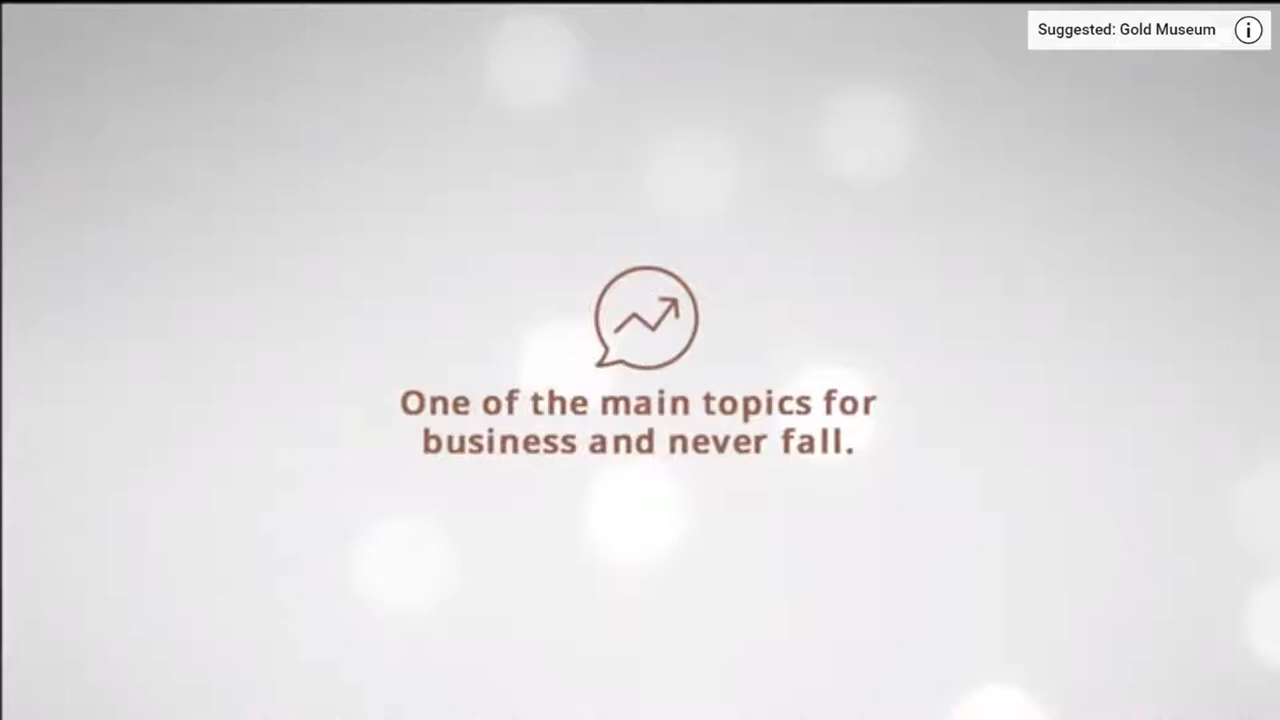 Suggested: Gold Museum
One of the main topics for
business and never fall.